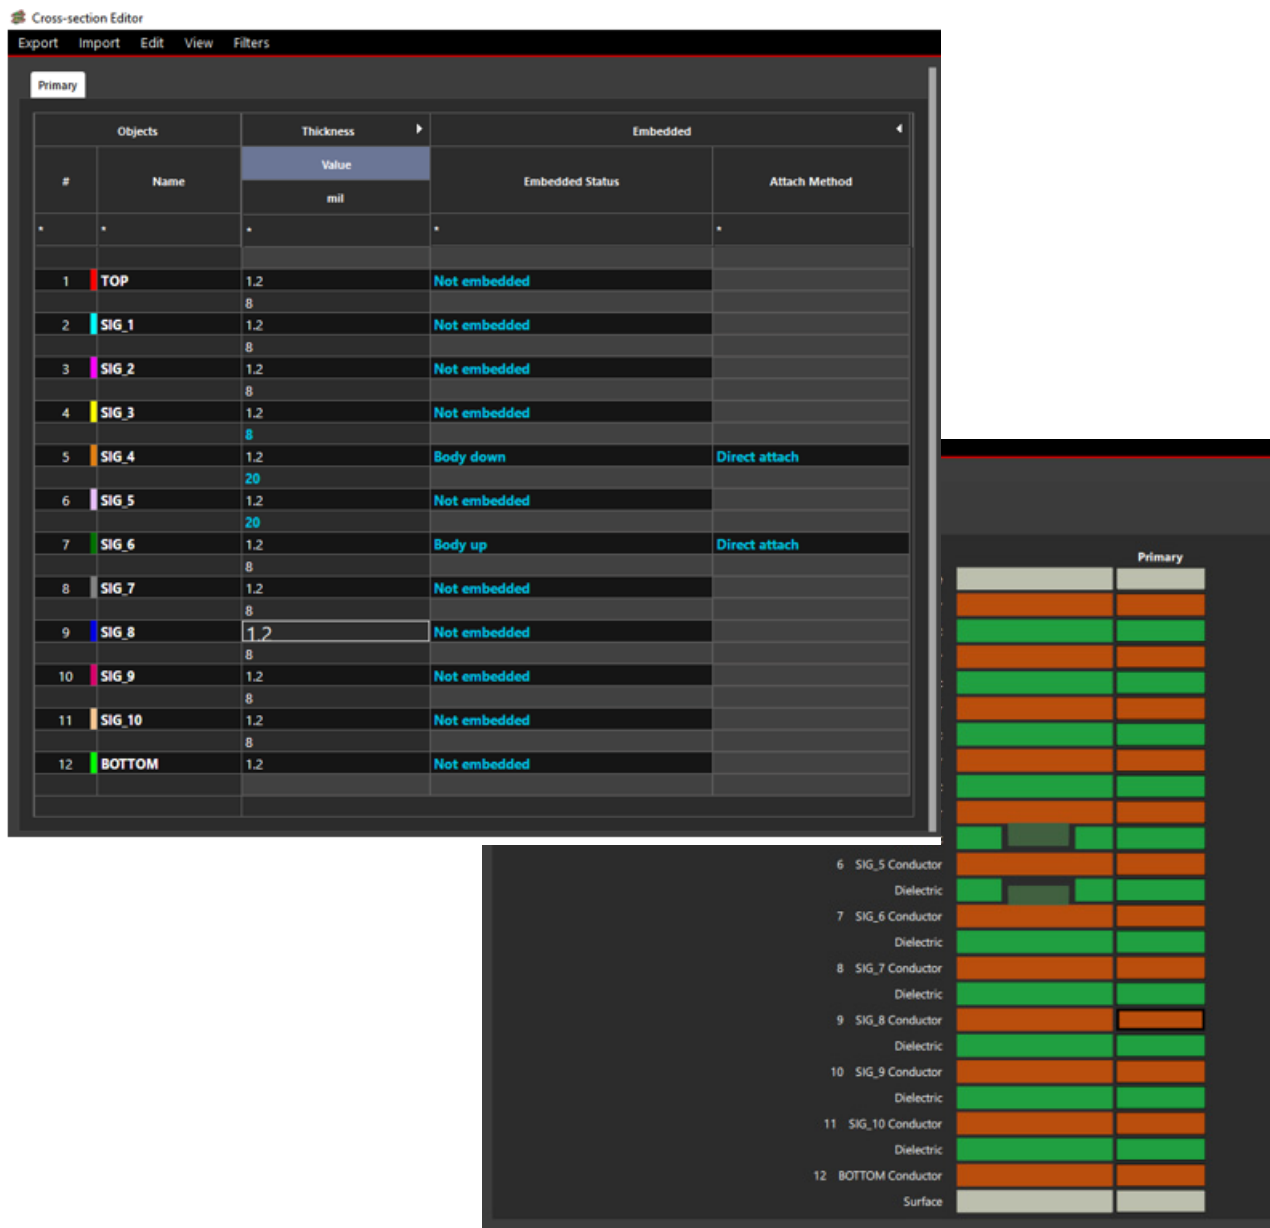 Cross-section Editor
Export Import Edit View Filters
Primary
Objects Thickness Embedded
# Name Value Embedded Status Attach Method
mil
* * * * *
1 TOP 1.2 Not embedded
8
2 SIG_1 1.2 Not embedded
8
3 SIG_2 1.2 Not embedded
8
4 SIG_3 1.2 Not embedded
8
5 SIG_4 1.2 Body down Direct attach
20
6 SIG_5 1.2 Not embedded
20
7 SIG_6 1.2 Body up Direct attach
8
8 SIG_7 1.2 Not embedded
8
9 SIG_8 1.2 Not embedded
8
10 SIG_9 1.2 Not embedded
8
11 SIG_10 1.2 Not embedded
8
12 BOTTOM 1.2 Not embedded
Primary
6 SIG_5 Conductor
Dielectric
7 SIG_6 Conductor
Dielectric
8 SIG_7 Conductor
Dielectric
9 SIG_8 Conductor
Dielectric
10 SIG_9 Conductor
Dielectric
11 SIG_10 Conductor
Dielectric
12 BOTTOM Conductor
Surface